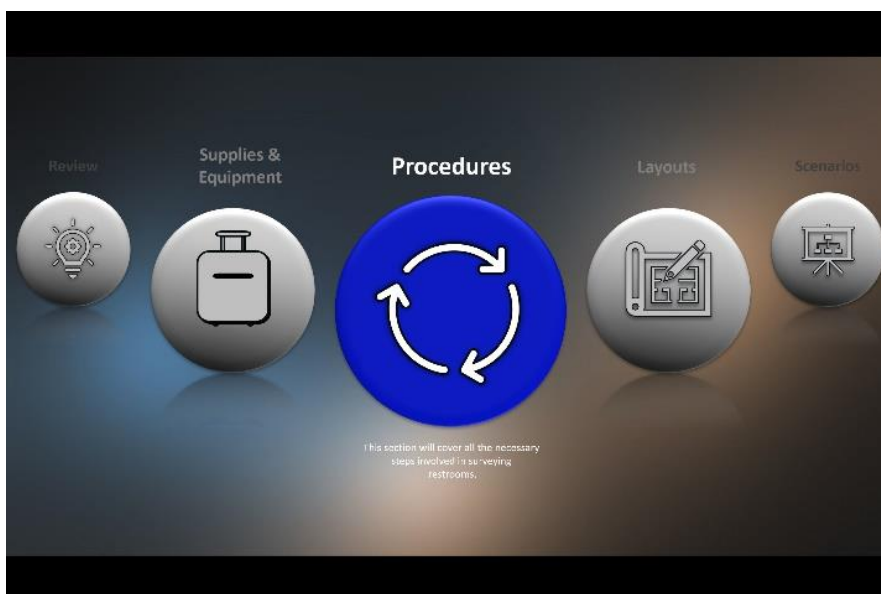 Review
Supplies &
Equipment
Procedures
Layouts
Scenarios
This section will cover all the necessary
steps involved in surveying
restrooms.